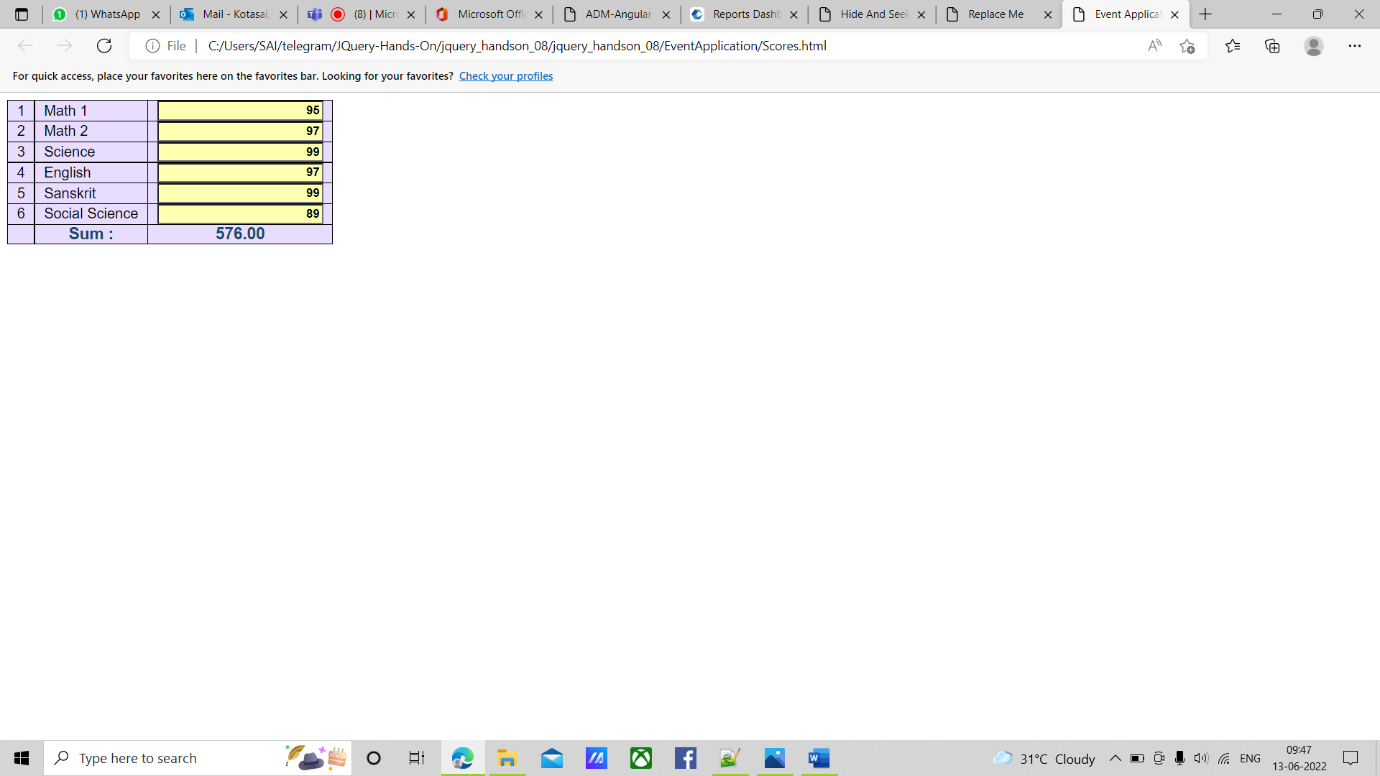 (1) WhatsApp Mail - Kotasai, (8) | Micr Microsoft Offi ADM-Angular Reports Dashb Hide And Seek Replace Me Event Applicat
File | C:/Users/SAI/telegram/JQuery-Hands-On/jquery_handson_08/jquery_handson_08/EventApplication/Scores.html
For quick access, place your favorites here on the favorites bar. Looking for your favorites? Check your profiles
1 Math 1 95
2 Math 2 97
3 Science 99
4 English 97
5 Sanskrit 99
6 Social Science 89
Sum : 576.00
Type here to search
31°C Cloudy
ENG
09:47
13-06-2022